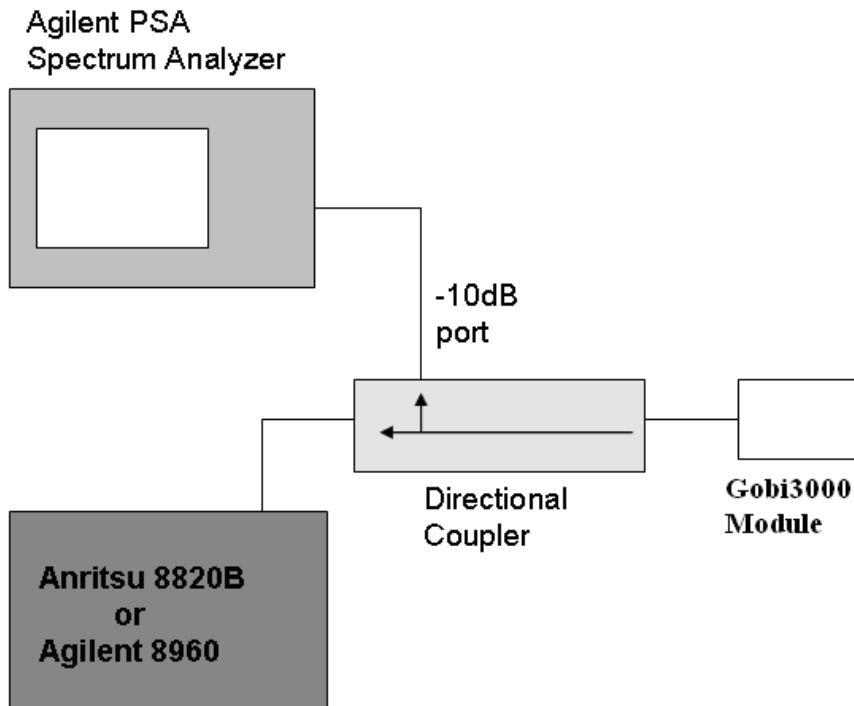 Agilent PSA
Spectrum Analyzer
-10dB
port
Directional
Coupler
Gobi3000
Module
Anritsu 8820B
or
Agilent 8960